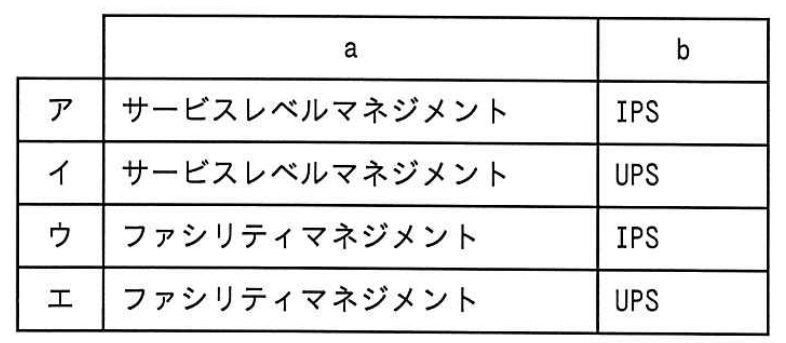 a b
ア サービスレベルマネジメント IPS
イ サービスレベルマネジメント UPS
ウ ファシリティマネジメント IPS
エ ファシリティマネジメント UPS